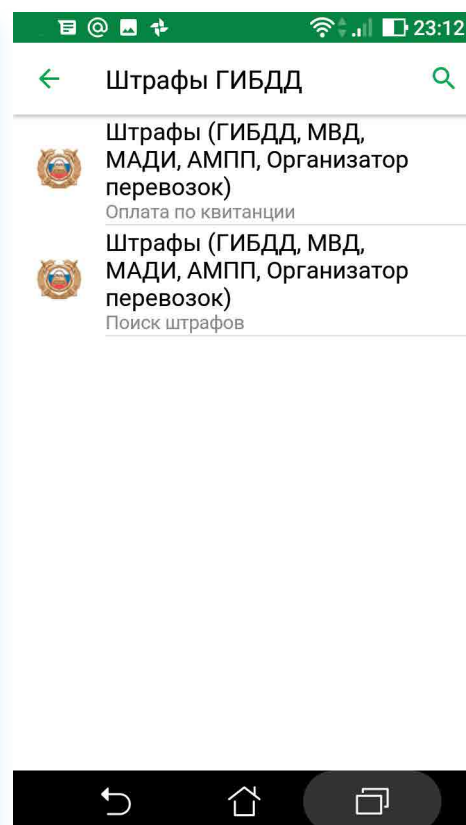 23:12
Штрафы ГИБДД
Штрафы (ГИБДД, МВД,
МАДИ, АМПП, Организатор
перевозок)
Оплата по квитанции
Штрафы (ГИБДД, МВД,
МАДИ, АМПП, Организатор
перевозок)
Поиск штрафов